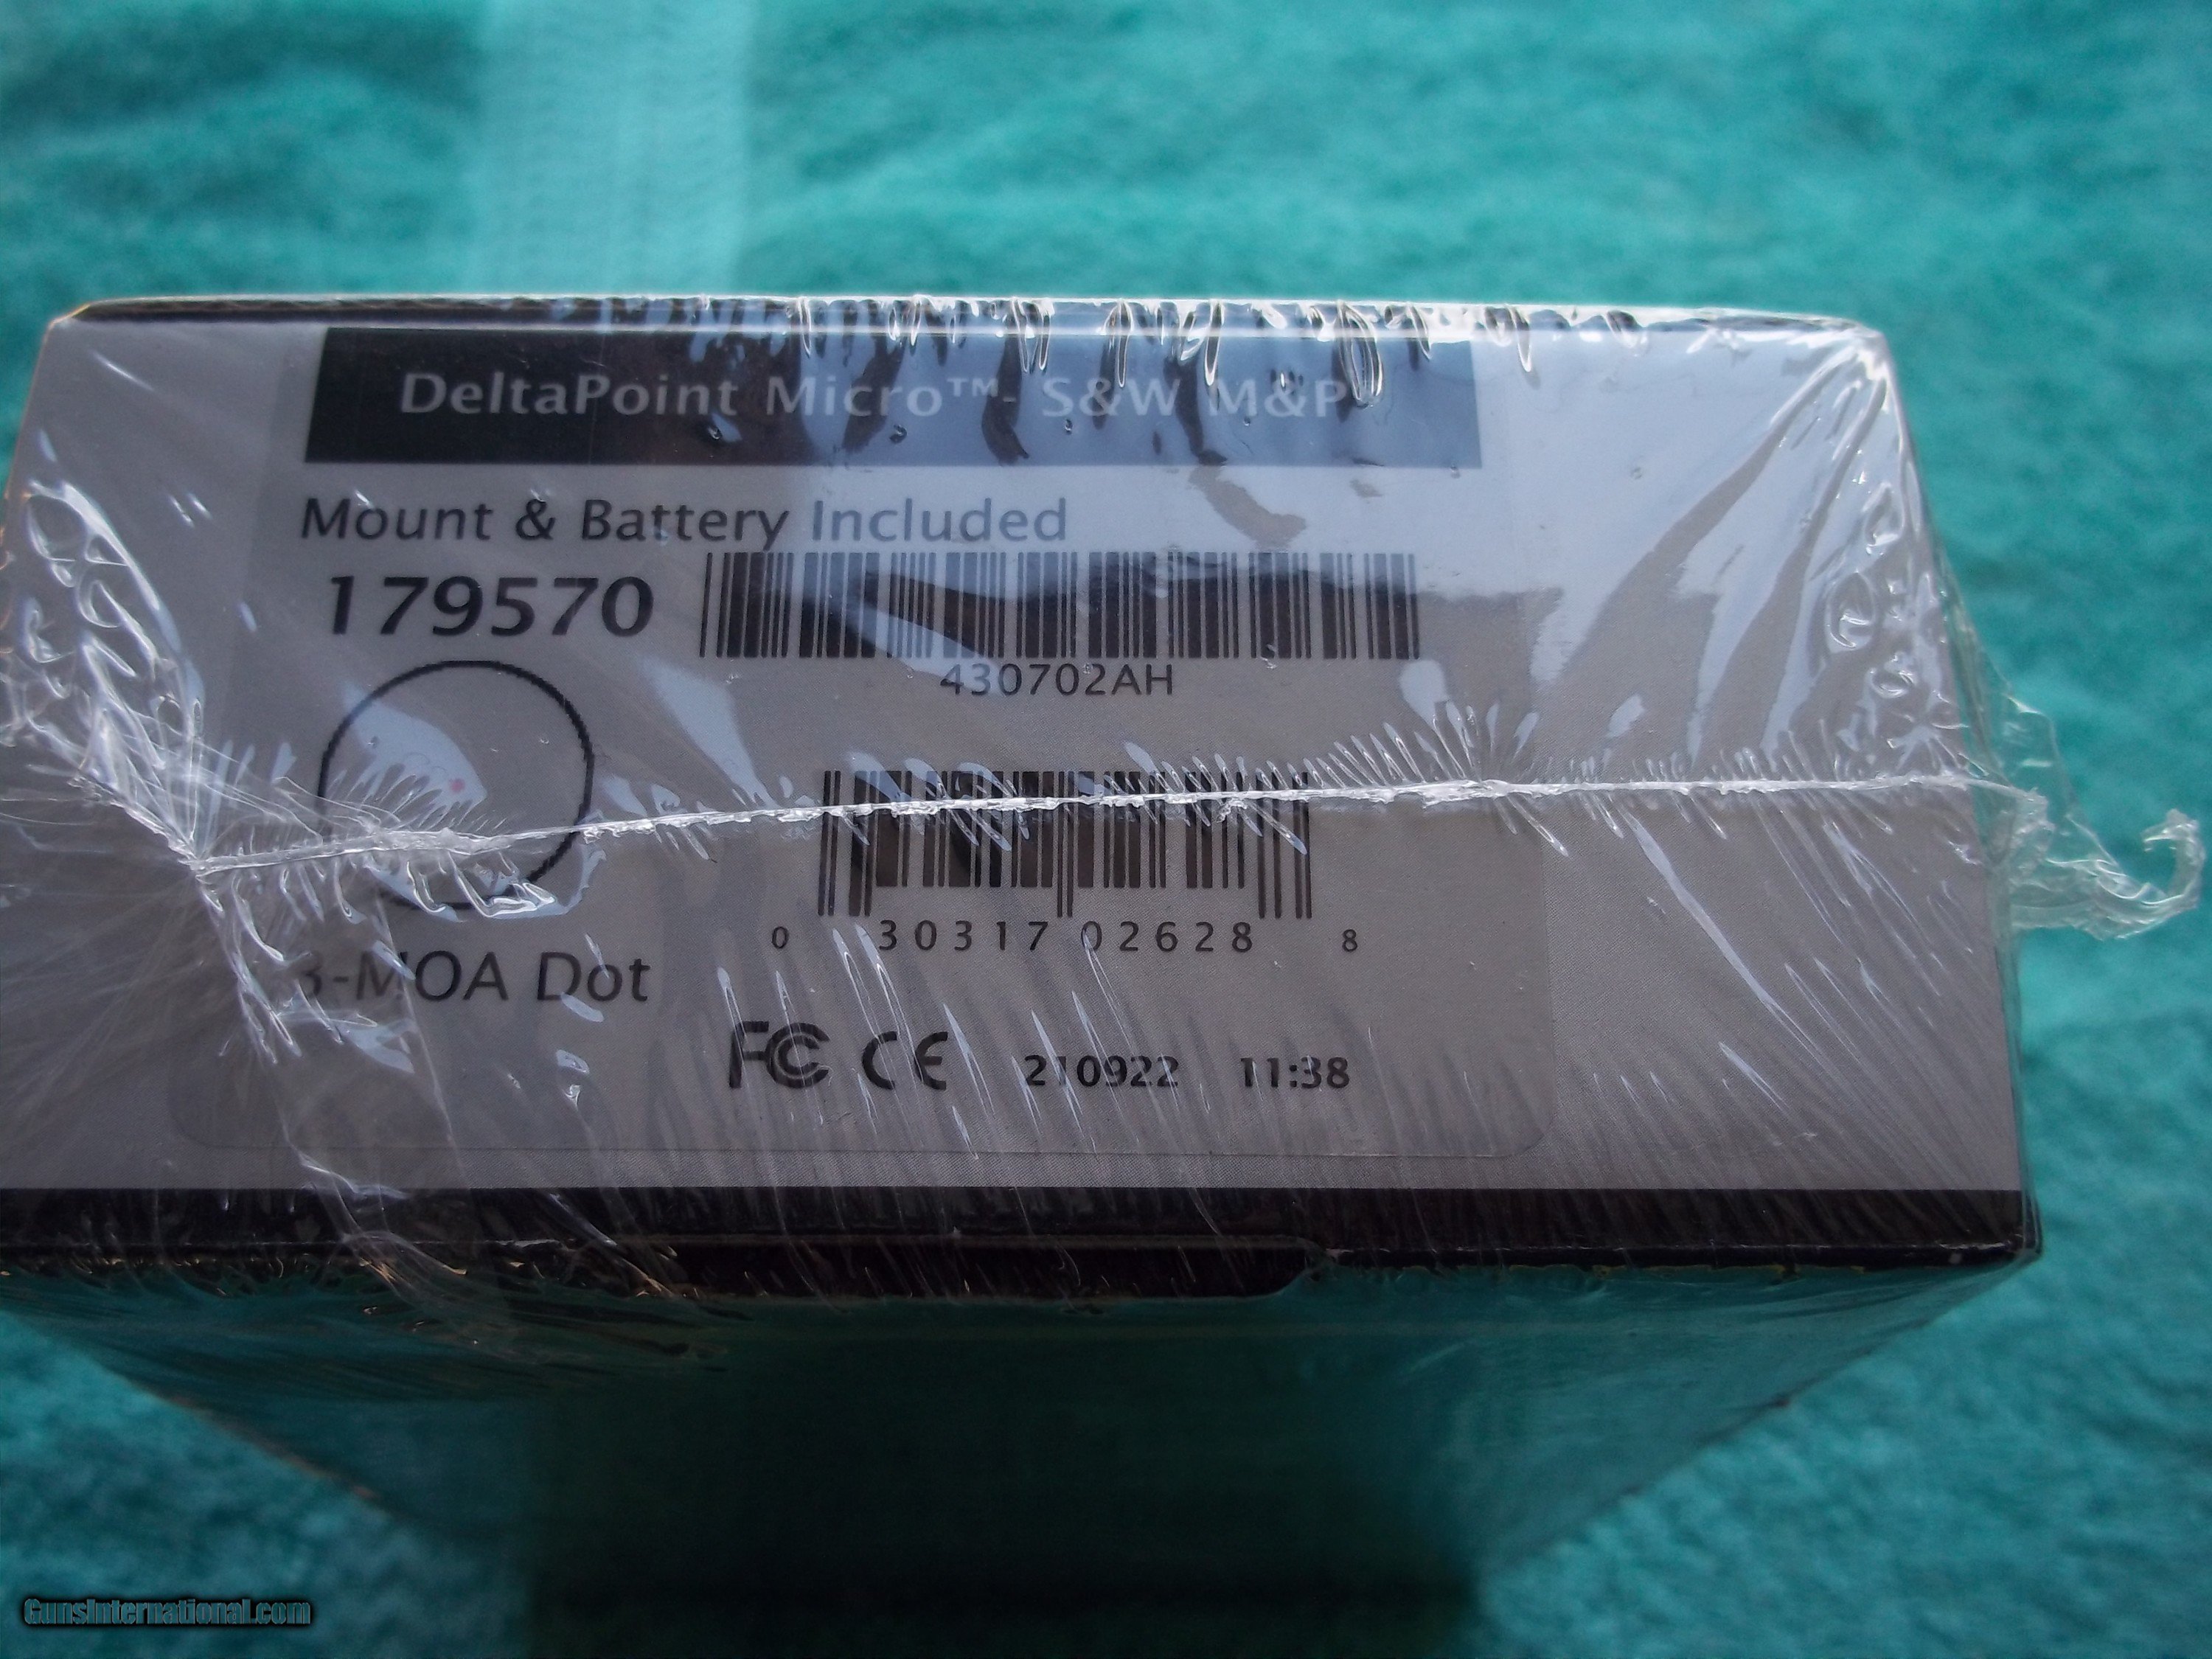 DeltaPoint Micro™- S&W M&P
Mount & Battery Included
179570
430702AH
0 30317 02628 8
3-MOA Dot
FC CE 210922 11:38
GunsInternational.com